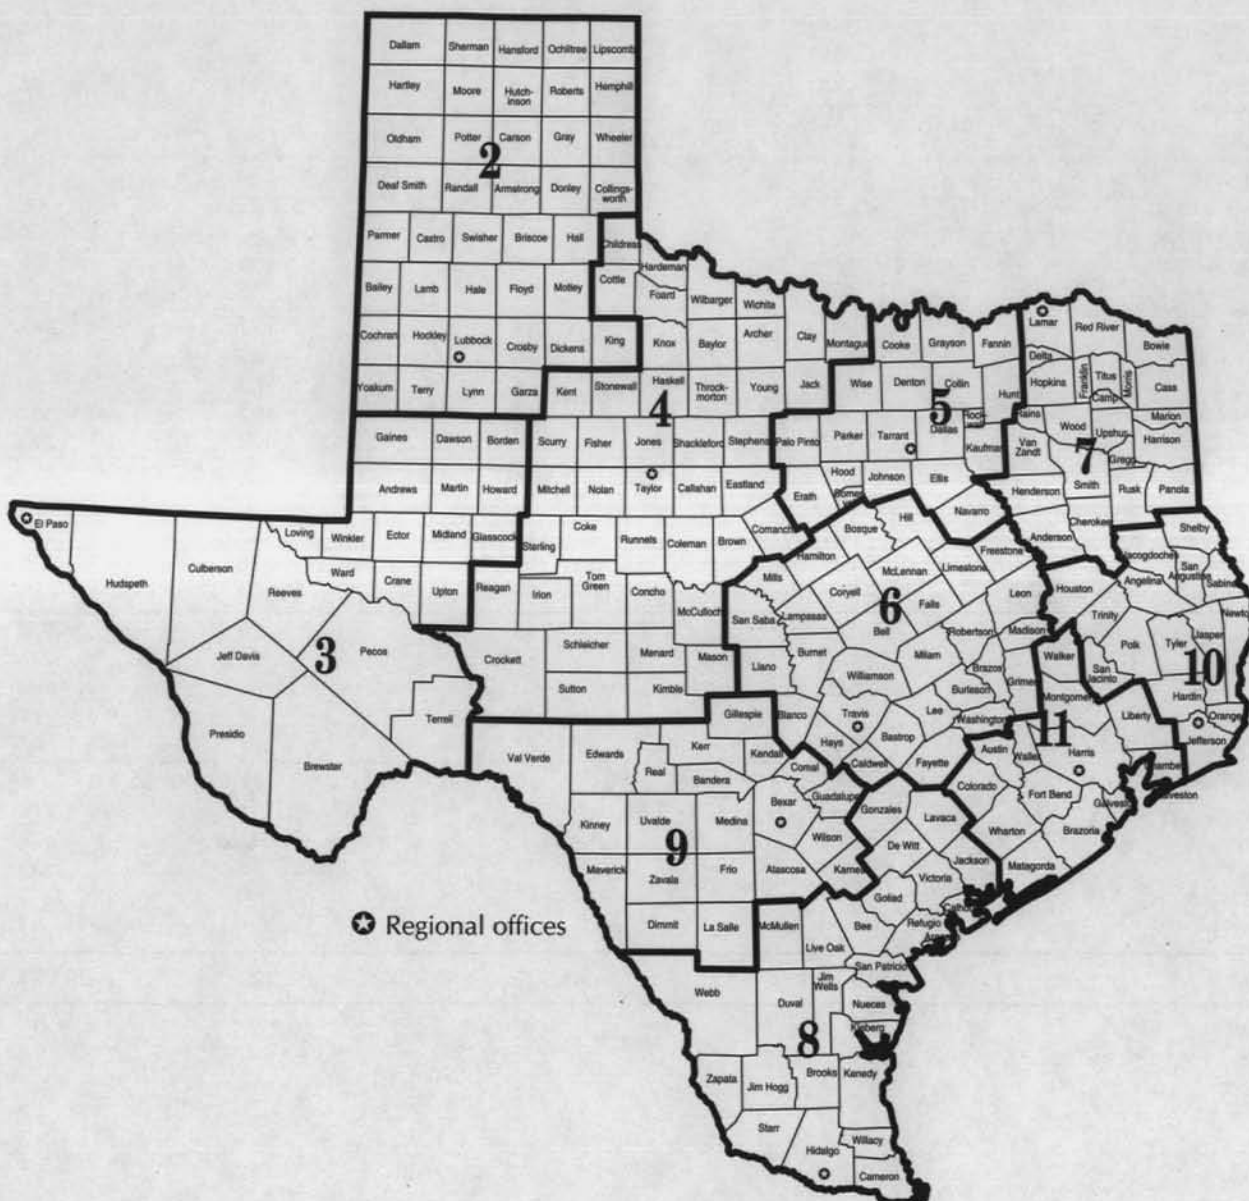 Dallam Sherman Hansford Ochiltree Lipscomb
Hartley Moore Hutch-
inson Roberts Hemphill
Oldham Potter Carson Gray Wheeler
2
Deaf Smith Randall Armstrong Donley Collings-
worth
Parmer Castro Swisher Briscoe Hall Childress
Bailey Lamb Hale Floyd Motley Cottle Hardeman
Foard Wilbarger Wichita
Cochran Hockley Lubbock Crosby Dickens King Knox Baylor Archer Clay Montague Cooke Grayson Fannin Lamar Red River Bowie
Yoakum Terry Lynn Garza Kent Stonewall Haskell Throck-
morton Young Jack Wise Denton Collin Hunt Delta Hopkins Franklin Titus Camp Morris Cass
4 5
Gaines Dawson Borden Scurry Fisher Jones Shackleford Stephens Palo Pinto Parker Tarrant Dallas Rock-
wall Kaufman Rains Van
Zandt Wood Upshur Marion Harrison Gregg
7
Andrews Martin Howard Mitchell Nolan Taylor Callahan Eastland Erath Hood Johnson Ellis Henderson Smith Rusk Panola
El Paso Hudspeth Culberson Loving Winkler Ector Midland Glasscock Sterling Coke Runnels Coleman Brown Hamilton Bosque Hill Navarro Freestone Anderson Cherokee Shelby
Reeves Ward Crane Upton Reagan Irion Tom
Green Concho McCulloch Mills San Saba Lampasas Coryell McLennan Limestone Falls Leon Houston Angelina San
6
Bell Burnet Robertson Madison Trinity Polk Tyler Jasper
Jeff Davis 3 Pecos Crockett Schleicher Menard Mason Llano Williamson Milam Brazos Walker San
Jacinto
10
Sutton Kimble Burleson Montgomery Hardin
Presidio Brewster Terrell Gillespie Blanco Travis Lee Washington Liberty Orange
Val Verde Edwards Kerr Kendall Hays Bastrop Austin 11 Harris Jefferson
Real Bandera Comal Caldwell Fayette Colorado Fort Bend
Kinney Uvalde Medina Bexar Guadalupe Gonzales Lavaca Wharton Brazoria
9
Maverick Zavala Frio Atascosa Wilson De Witt Jackson Matagorda
Victoria
Goliad
Regional offices Dimmit La Salle McMullen Live Oak Bee Refugio
San Patricio
Webb Duval Jim
Wells Nueces
8 Kleberg
Zapata Jim Hogg Brooks Kenedy
Starr Hidalgo Willacy
Cameron